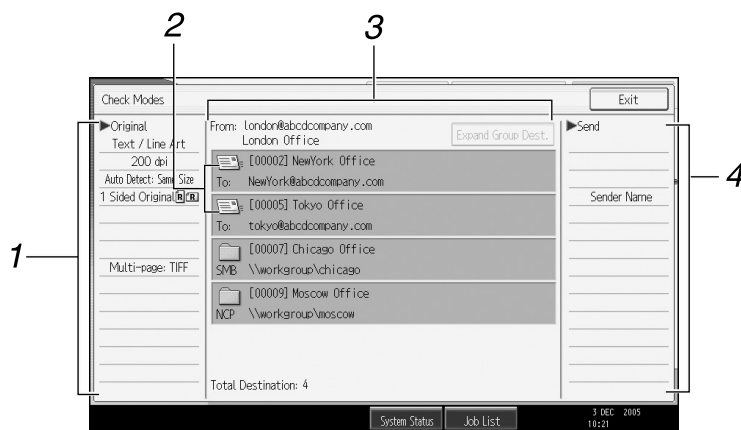 2
3
Check Modes
Exit
▶Original
Text / Line Art
200 dpi
Auto Detect: Same Size
1 Sided Original
Multi-page: TIFF
From: london@abcdcompany.com
London Office
Expand Group Dest.
[00002] NewYork Office
To: NewYork@abcdcompany.com
[00005] Tokyo Office
To: tokyo@abcdcompany.com
[00007] Chicago Office
SMB \\workgroup\chicago
[00009] Moscow Office
NCP \\workgroup\moscow
Total Destination: 4
▶Send
Sender Name
1
4
System Status
Job List
3 DEC 2005
10:21